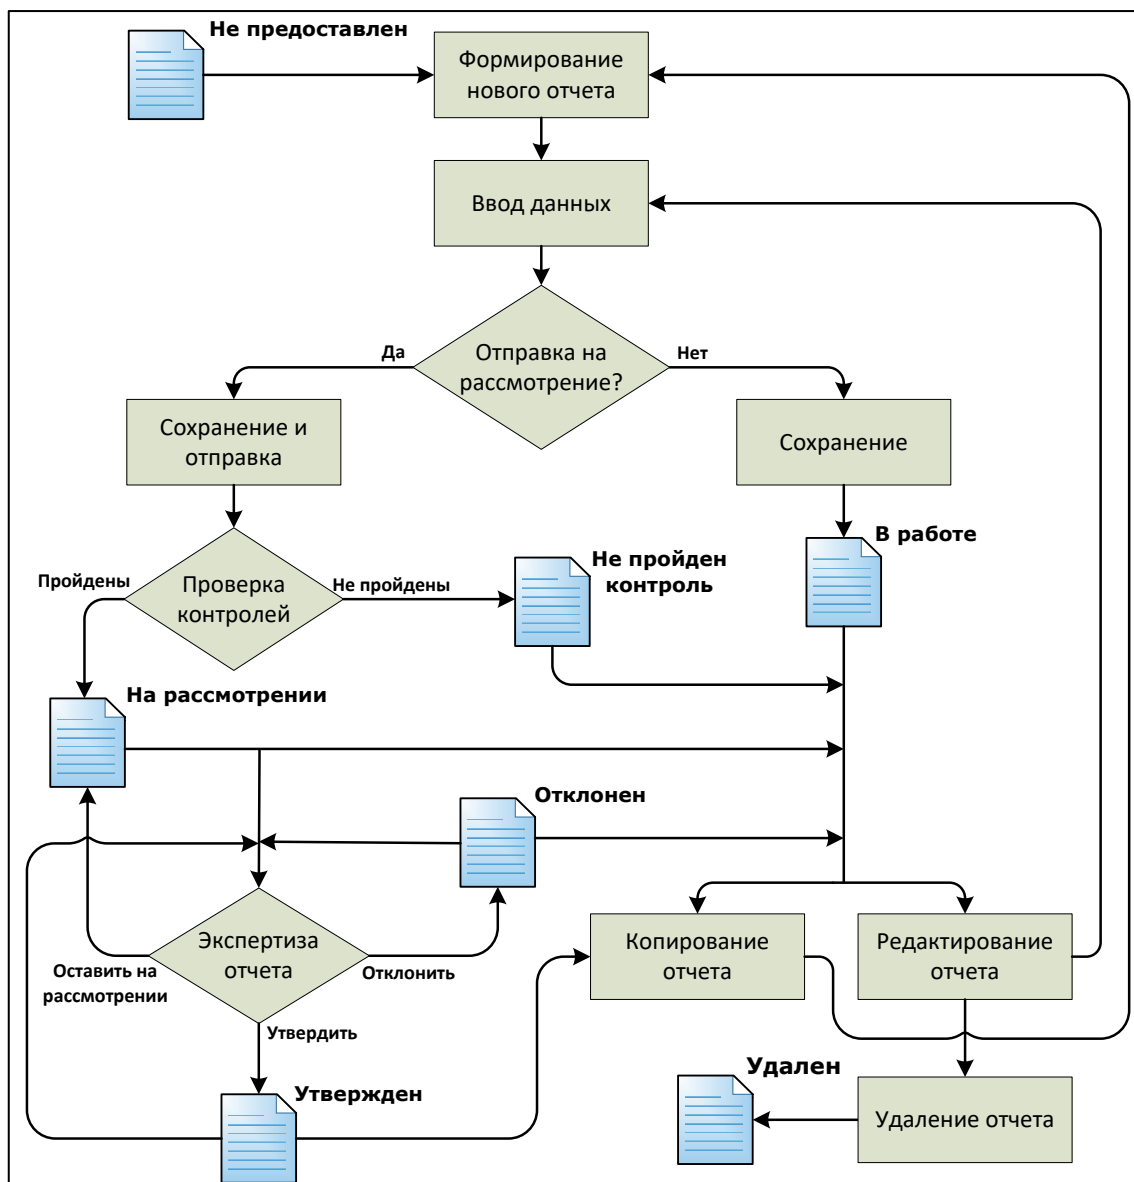 Не предоставлен
Формирование
нового отчета
Ввод данных
Отправка на
рассмотрение?
Да
Нет
Сохранение и
отправка
Сохранение
В работе
Не пройден
контроль
Пройдены
Проверка
контролей
Не пройдены
На рассмотрении
Отклонен
Экспертиза
отчета
Оставить на
рассмотрении
Отклонить
Утвердить
Копирование
отчета
Редактирование
отчета
Утвержден
Удален
Удаление отчета